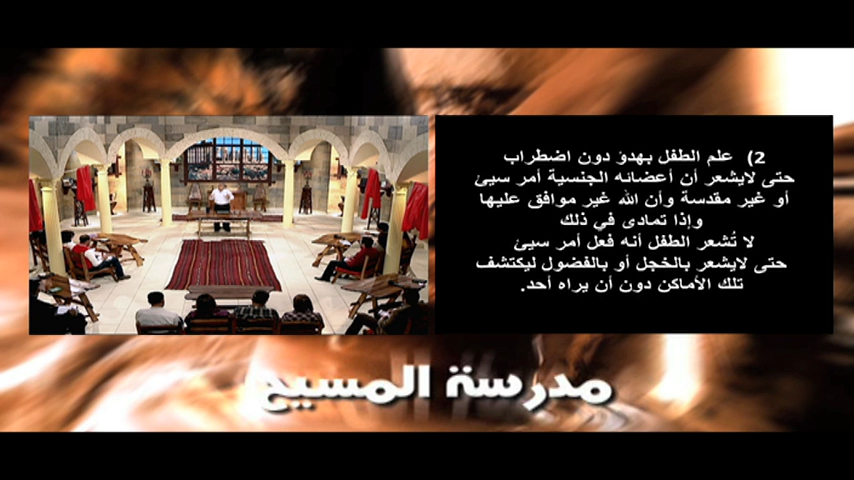 2) علم الطفل بهدؤ دون اضطراب
حتى لايشعر أن أعضائه الجنسية أمر سيئ
أو غير مقدسة وأن الله غير موافق عليها
وإذا تمادى في ذلك
لا تُشعر الطفل أنه فعل أمر سيئ
حتى لايشعر بالخجل أو بالفضول ليكتشف
تلك الأماكن دون أن يراه أحد.
مدرسة المسيح